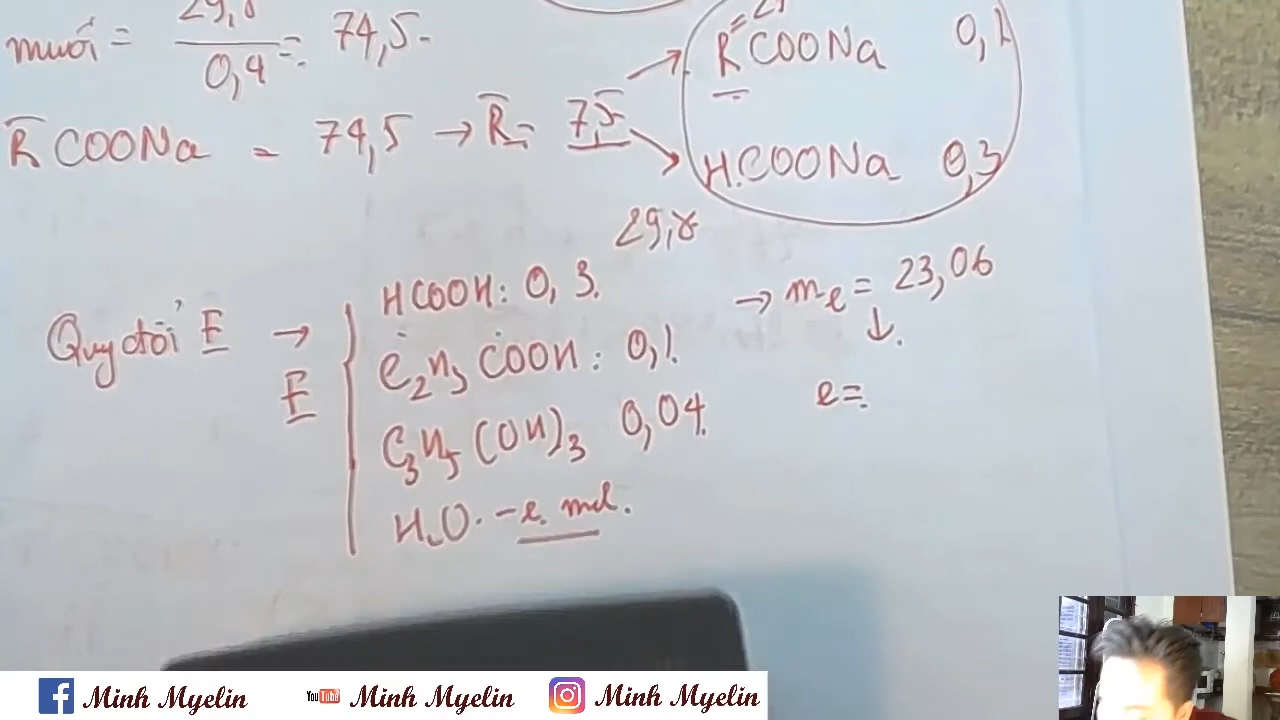 muối = 29,8 / 0,4 = 74,5
R̅COONa 0,1
R̅COONa = 74,5 → R̅ = 7,5
H.COONa 0,3
29,8
Quy đổi E →
E
HCOOH: 0,3.
C2H3COOH: 0,1.
C3H5(OH)3 0,04.
H2O. -e. mol.
→ mE = 23,06
↓.
e =
Minh Myelin
YouTube Minh Myelin
Minh Myelin